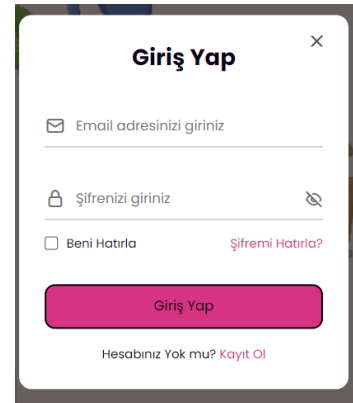 Giriş Yap
Email adresinizi giriniz
Şifrenizi giriniz
Beni Hatırla Şifremi Hatırla?
Giriş Yap
Hesabınız Yok mu? Kayıt Ol